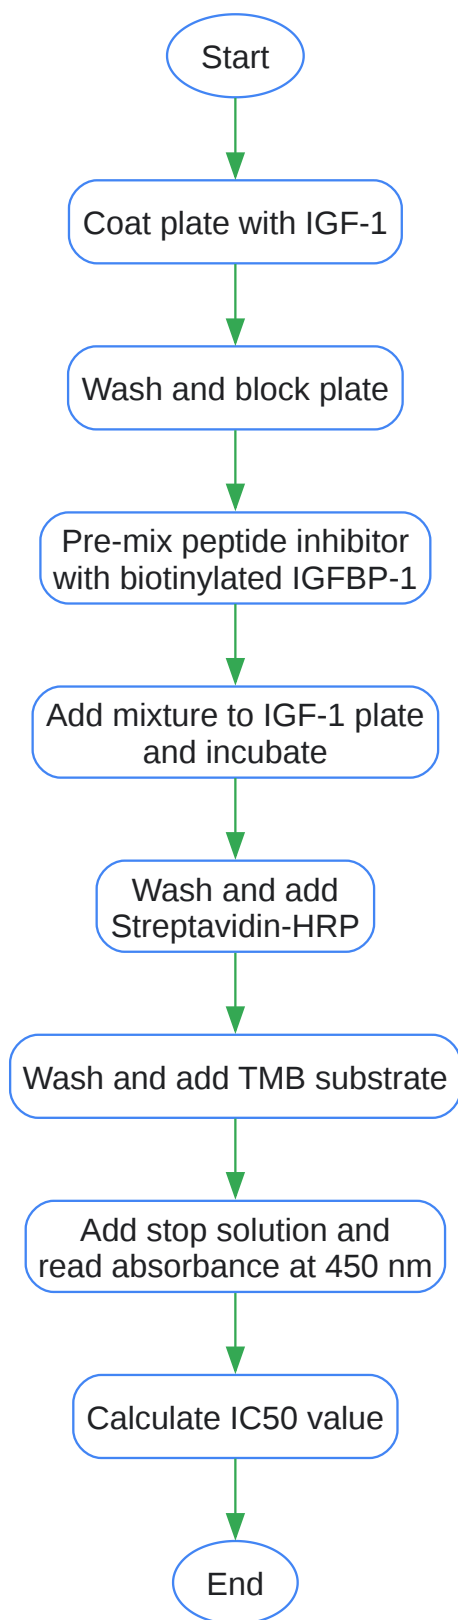 Start
Coat plate with IGF-1
Wash and block plate
Pre-mix peptide inhibitor
with biotinylated IGFBP-1
Add mixture to IGF-1 plate
and incubate
Wash and add
Streptavidin-HRP
Wash and add TMB substrate
Add stop solution and
read absorbance at 450 nm
Calculate IC50 value
End